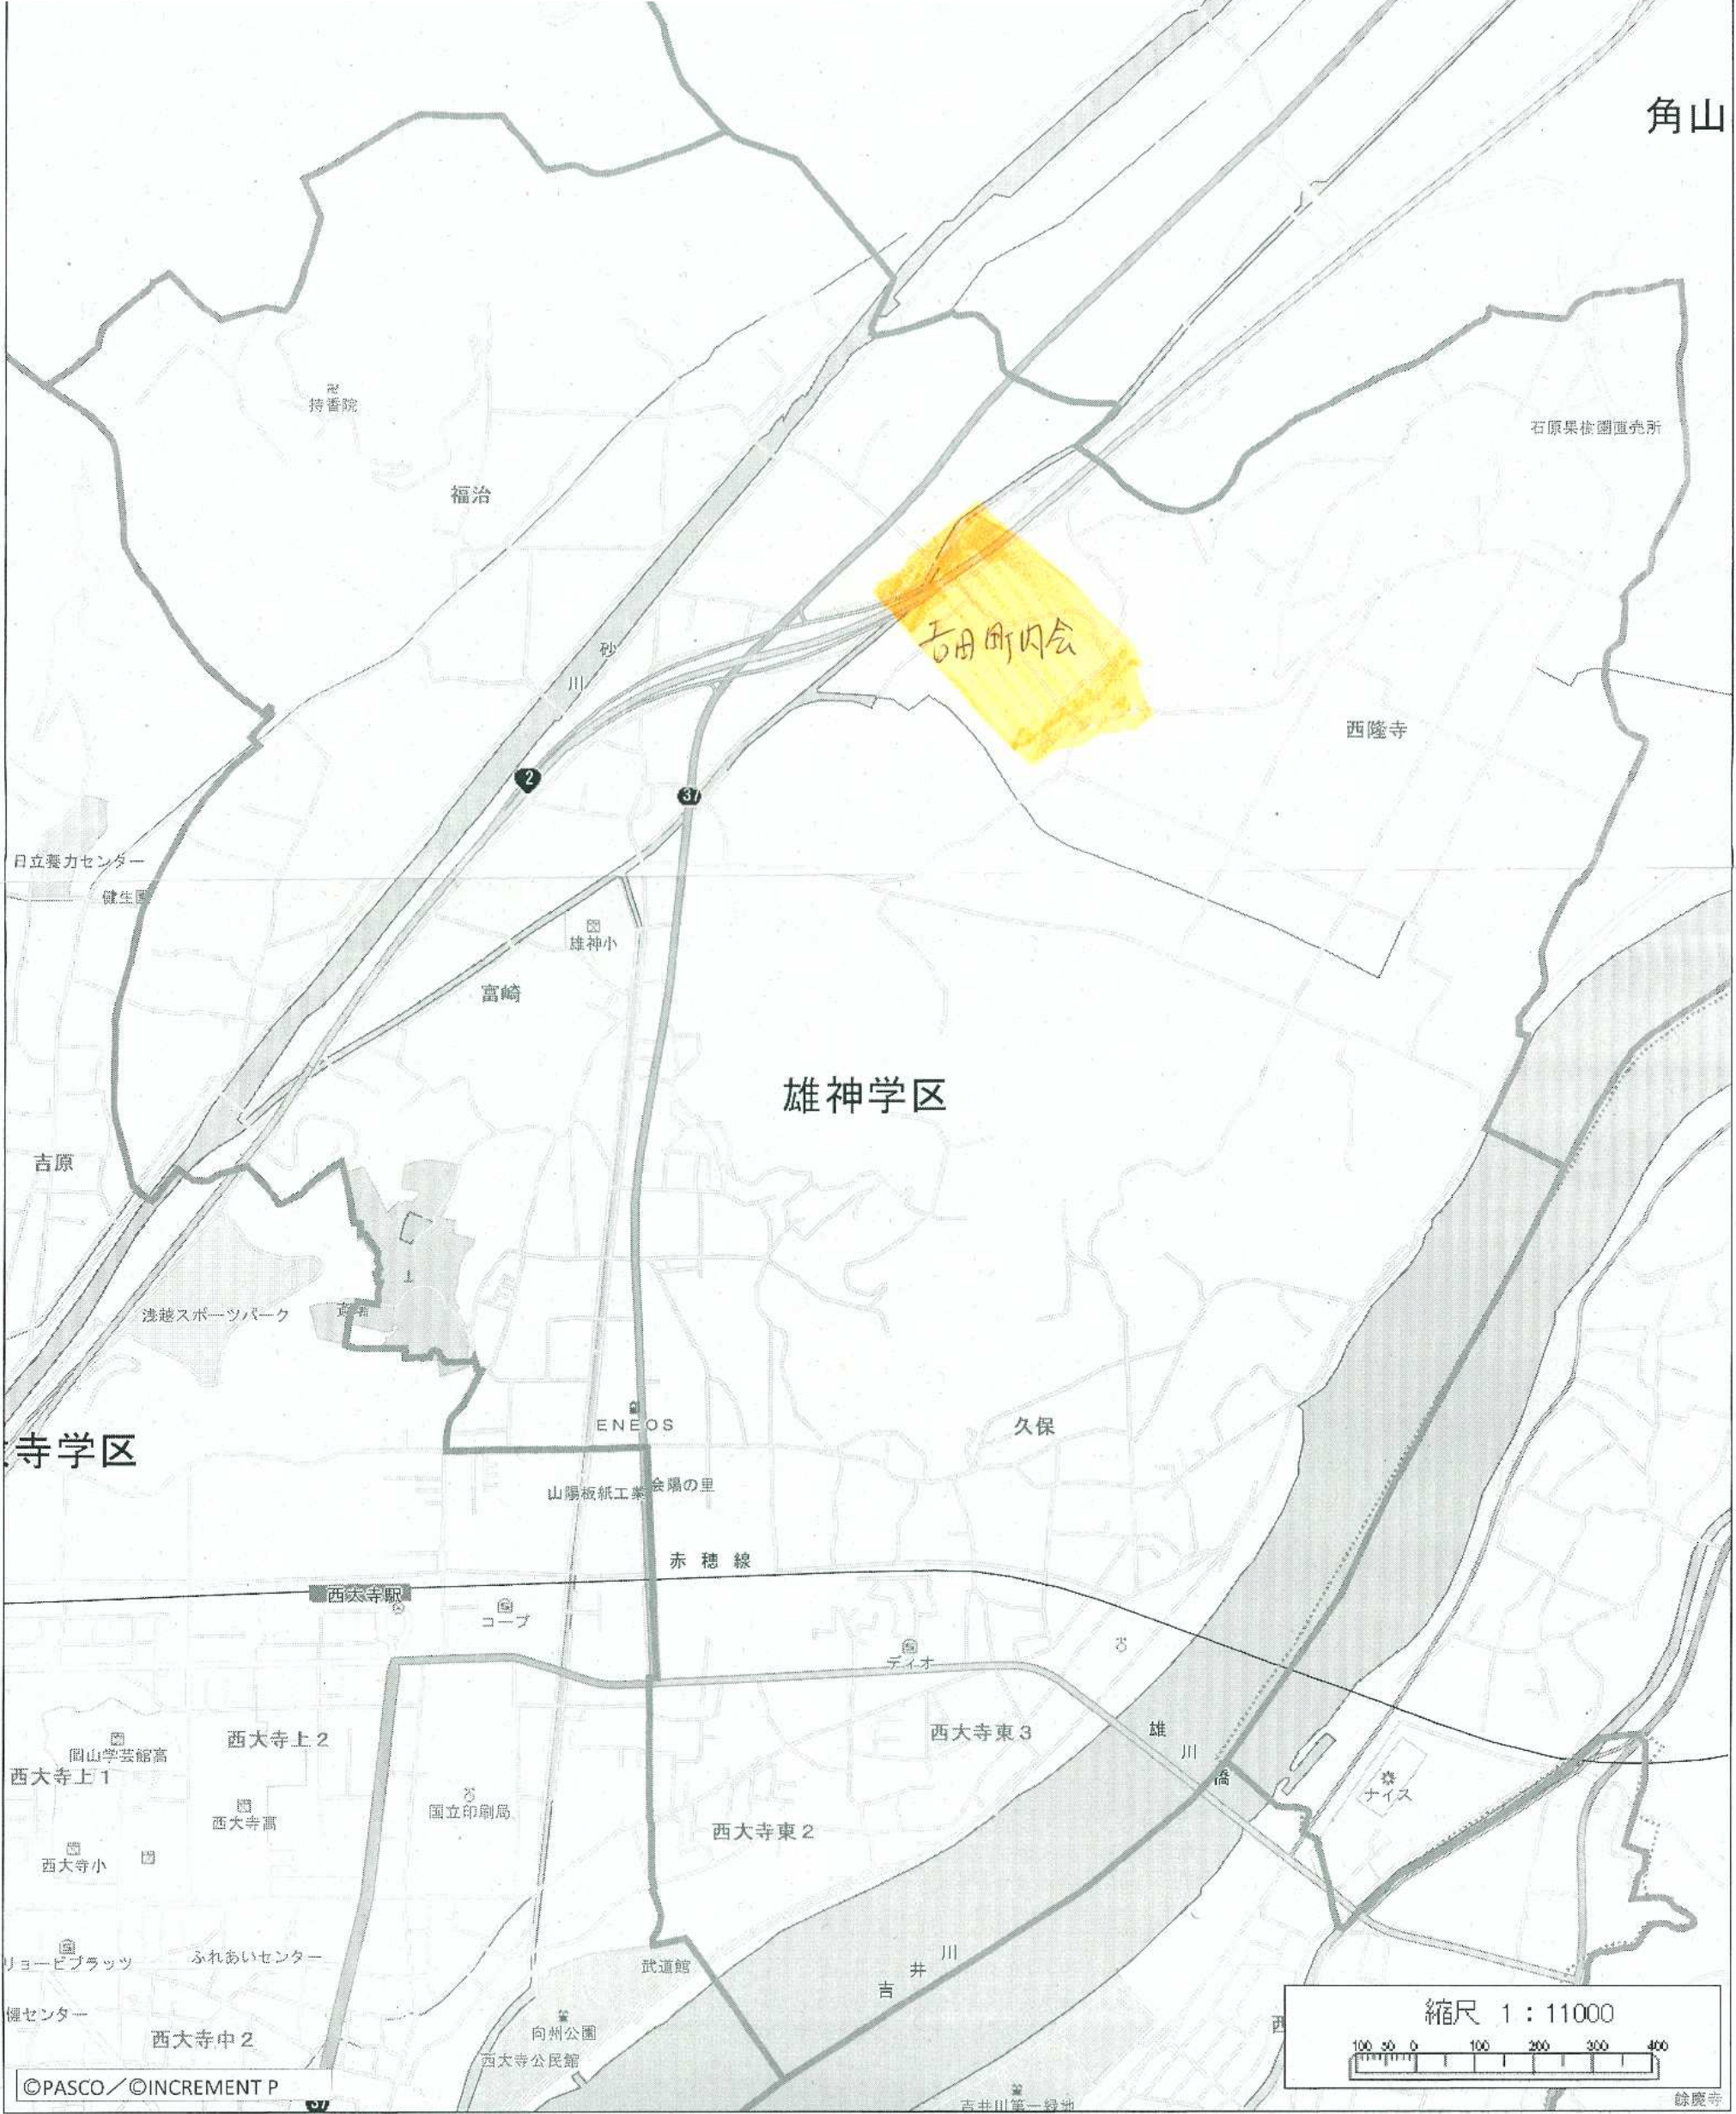 角山
卍
持香院
石原果樹園直売所
福治
吉田町内会
砂
川
西隆寺
2
37
日立養力センター
健生園
雄神小
富崎
雄神学区
吉原
浅越スポーツパーク
ENEOS
久保
寺学区
山陽板紙工業
会陽の里
赤穂線
西大寺駅
コープ
ディオ
西大寺東3
雄
川
橋
西大寺上2
岡山学芸館高
西大寺上1
国立印刷局
西大寺高
西大寺東2
ナイス
西大寺小
リョービプラッツ
ふれあいセンター
武道館
川
井
吉
健センター
西大寺中2
向州公園
西大寺公民館
西
縮尺 1:11000
100 50 0 100 200 300 400
©PASCO/©INCREMENT P
37
吉井川第一緑地
餘慶寺